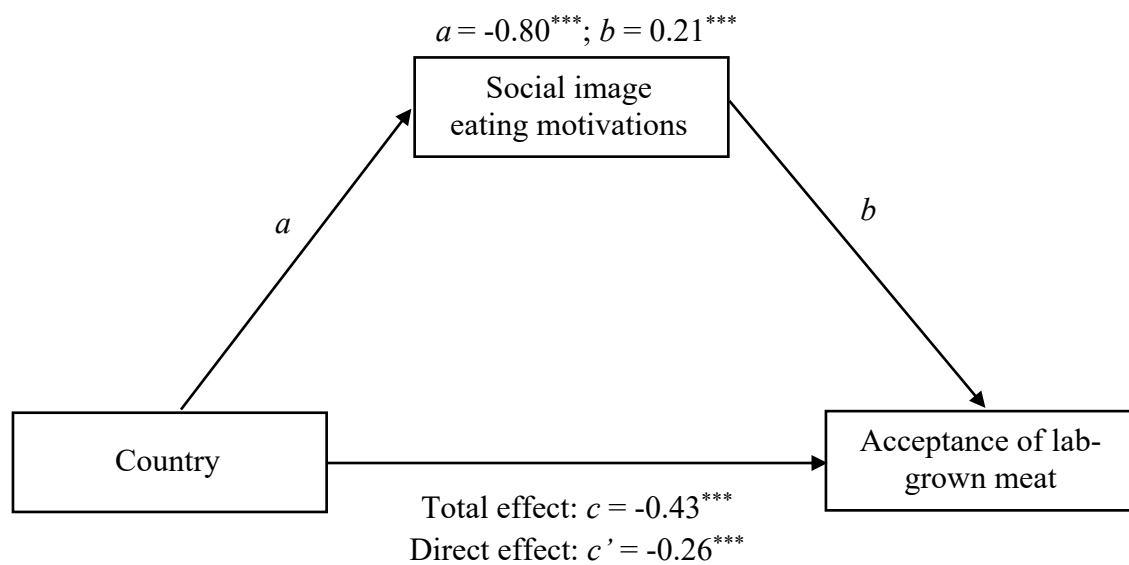 a = -0.80***; b = 0.21***
Social image
eating motivations
a
b
Country
Acceptance of lab-
grown meat
Total effect: c = -0.43***
Direct effect: c’ = -0.26***